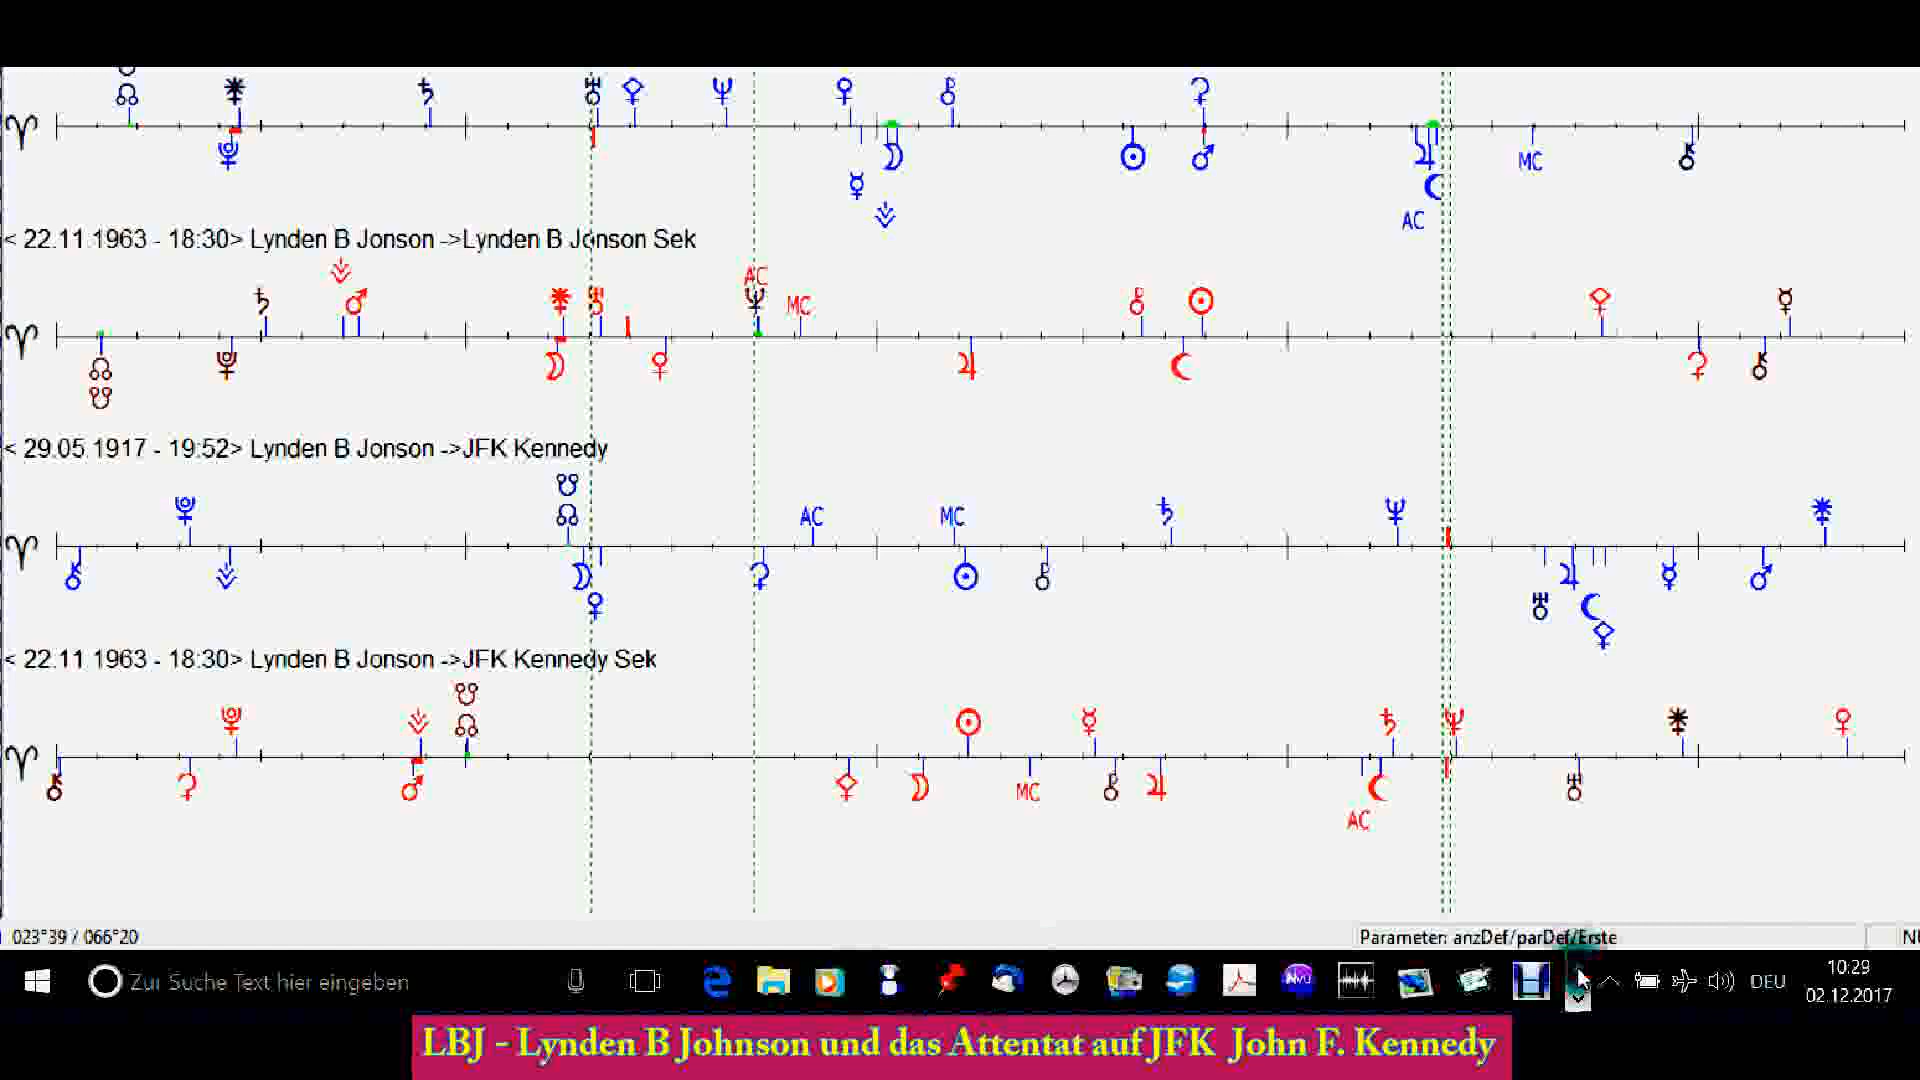 MC
AC
< 22.11.1963 - 18:30> Lynden B Jonson ->Lynden B Jonson Sek
AC
MC
< 29.05.1917 - 19:52> Lynden B Jonson ->JFK Kennedy
AC MC
< 22.11.1963 - 18:30> Lynden B Jonson ->JFK Kennedy Sek
MC
AC
023°39 / 066°20 Parameter: anzDef/parDef/Erste
Zur Suche Text hier eingeben Nvu DEU 10:29
02.12.2017
LBJ - Lynden B Johnson und das Attentat auf JFK John F. Kennedy